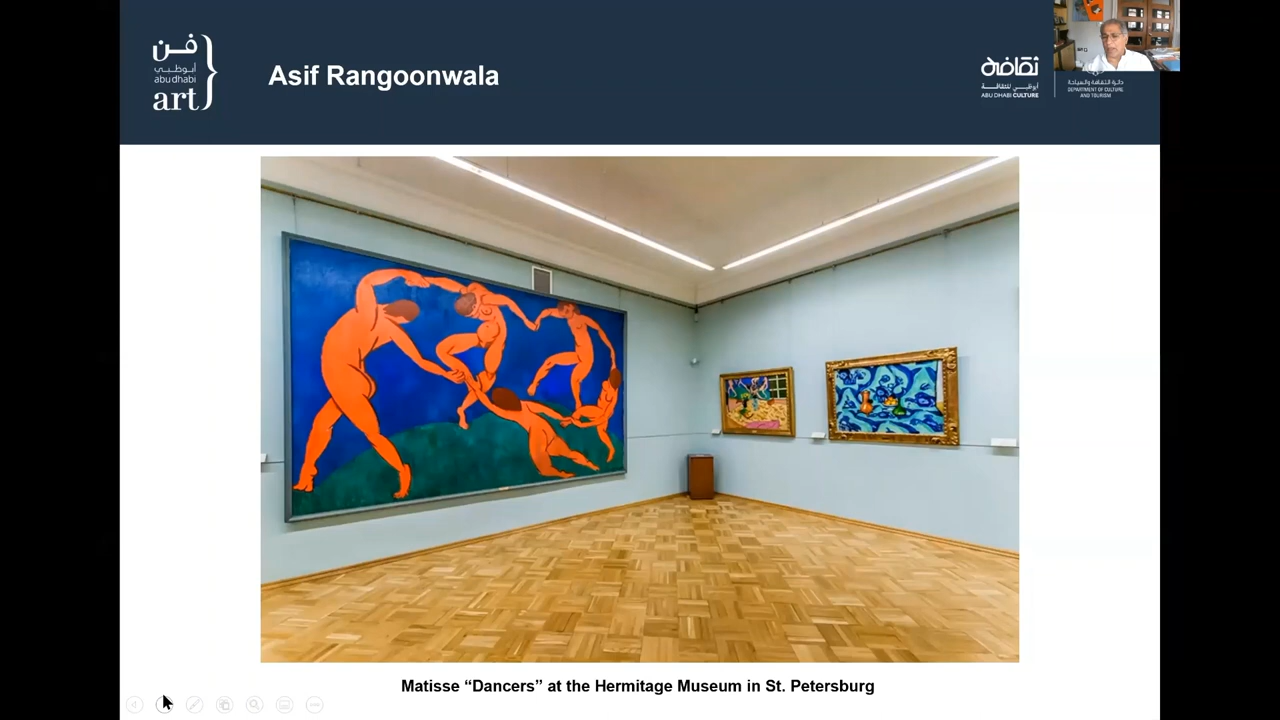 فن
أبوظبي
abu dhabi
art
Asif Rangoonwala
ثقافة
أبوظبي للثقافة
ABU DHABI CULTURE
دائرة الثقافة والسياحة
DEPARTMENT OF CULTURE
AND TOURISM
Matisse “Dancers” at the Hermitage Museum in St. Petersburg